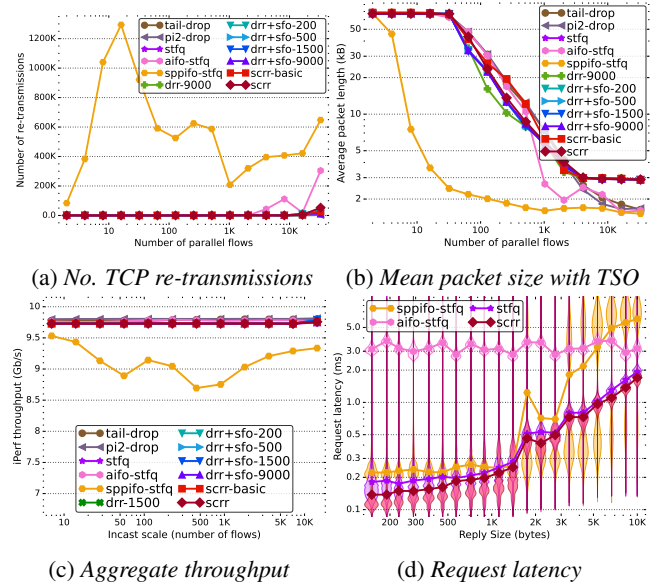 Number of re-transmissions
1200K
1000K
800K
600K
400K
200K
0.0
10
100
1K
10K
Number of parallel flows
tail-drop
pi2-drop
stfq
aifo-stfq
sppifo-stfq
drr-9000
drr+sfo-200
drr+sfo-500
drr+sfo-1500
drr+sfo-9000
scrr-basic
scrr
(a) No. TCP re-transmissions
Average packet length (kB)
50
20
10
5.0
2.0
10
100
1K
10K
Number of parallel flows
tail-drop
pi2-drop
stfq
aifo-stfq
sppifo-stfq
drr-9000
drr+sfo-200
drr+sfo-500
drr+sfo-1500
drr+sfo-9000
scrr-basic
scrr
(b) Mean packet size with TSO
iPerf throughput (Gb/s)
10
9.5
9
8.5
8
7.5
7
10
50
100
500
1K
5K
10K
Incast scale (number of flows)
tail-drop
pi2-drop
stfq
aifo-stfq
sppifo-stfq
drr-1500
drr+sfo-200
drr+sfo-500
drr+sfo-1500
drr+sfo-9000
scrr-basic
scrr
(c) Aggregate throughput
Request latency (ms)
5.0
2.0
1.0
0.5
0.3
0.2
0.1
200
300
500
1K
2K
3K
5K
10K
Reply Size (bytes)
sppifo-stfq
aifo-stfq
stfq
scrr
(d) Request latency